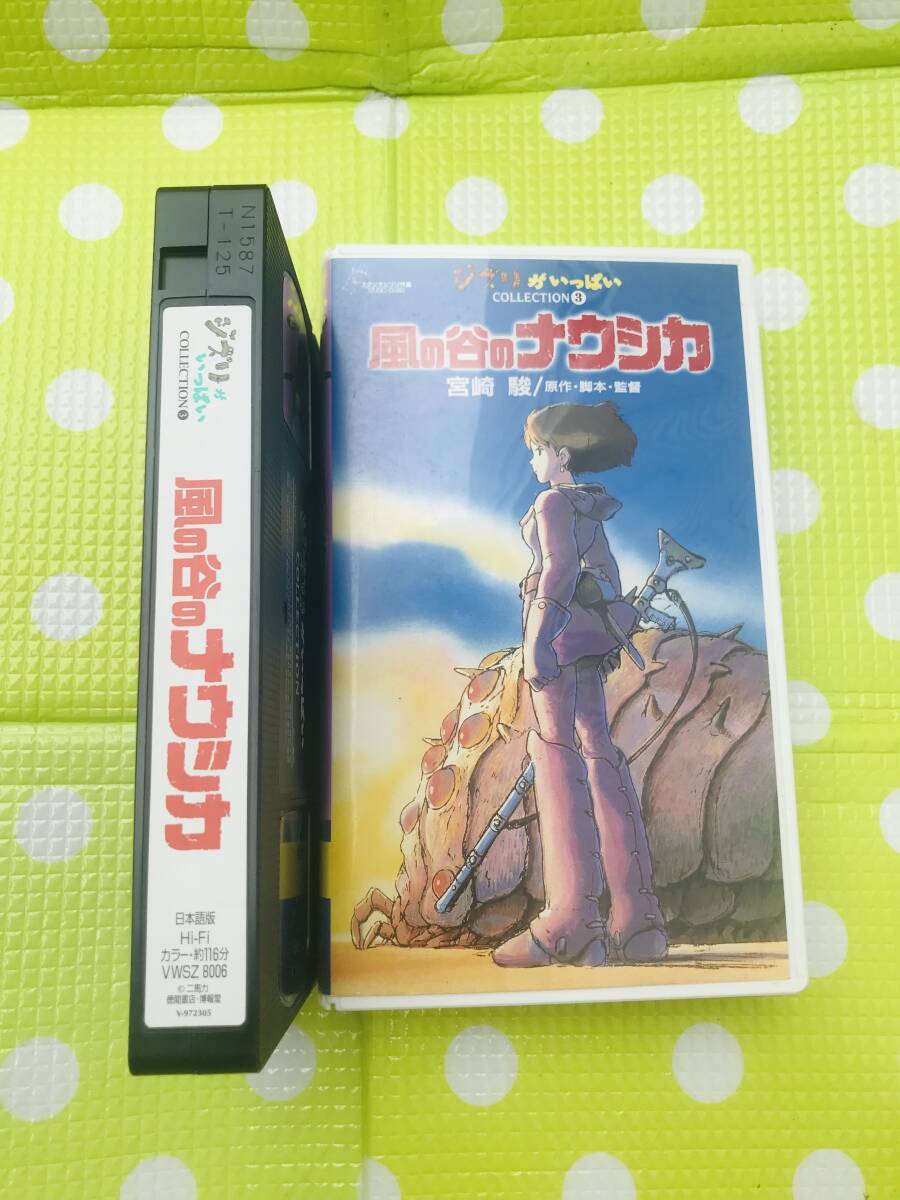 N1587
T-125
ジブリがいっぱい
COLLECTION❸
風の谷のナウシカ
日本語版
Hi-Fi
カラー・約116分
VWSZ 8006
© 二馬力
徳間書店・博報堂
V-972305
ジブリがいっぱい
COLLECTION③
風の谷のナウシカ
宮崎 駿/原作・脚本・監督
COLLECTION